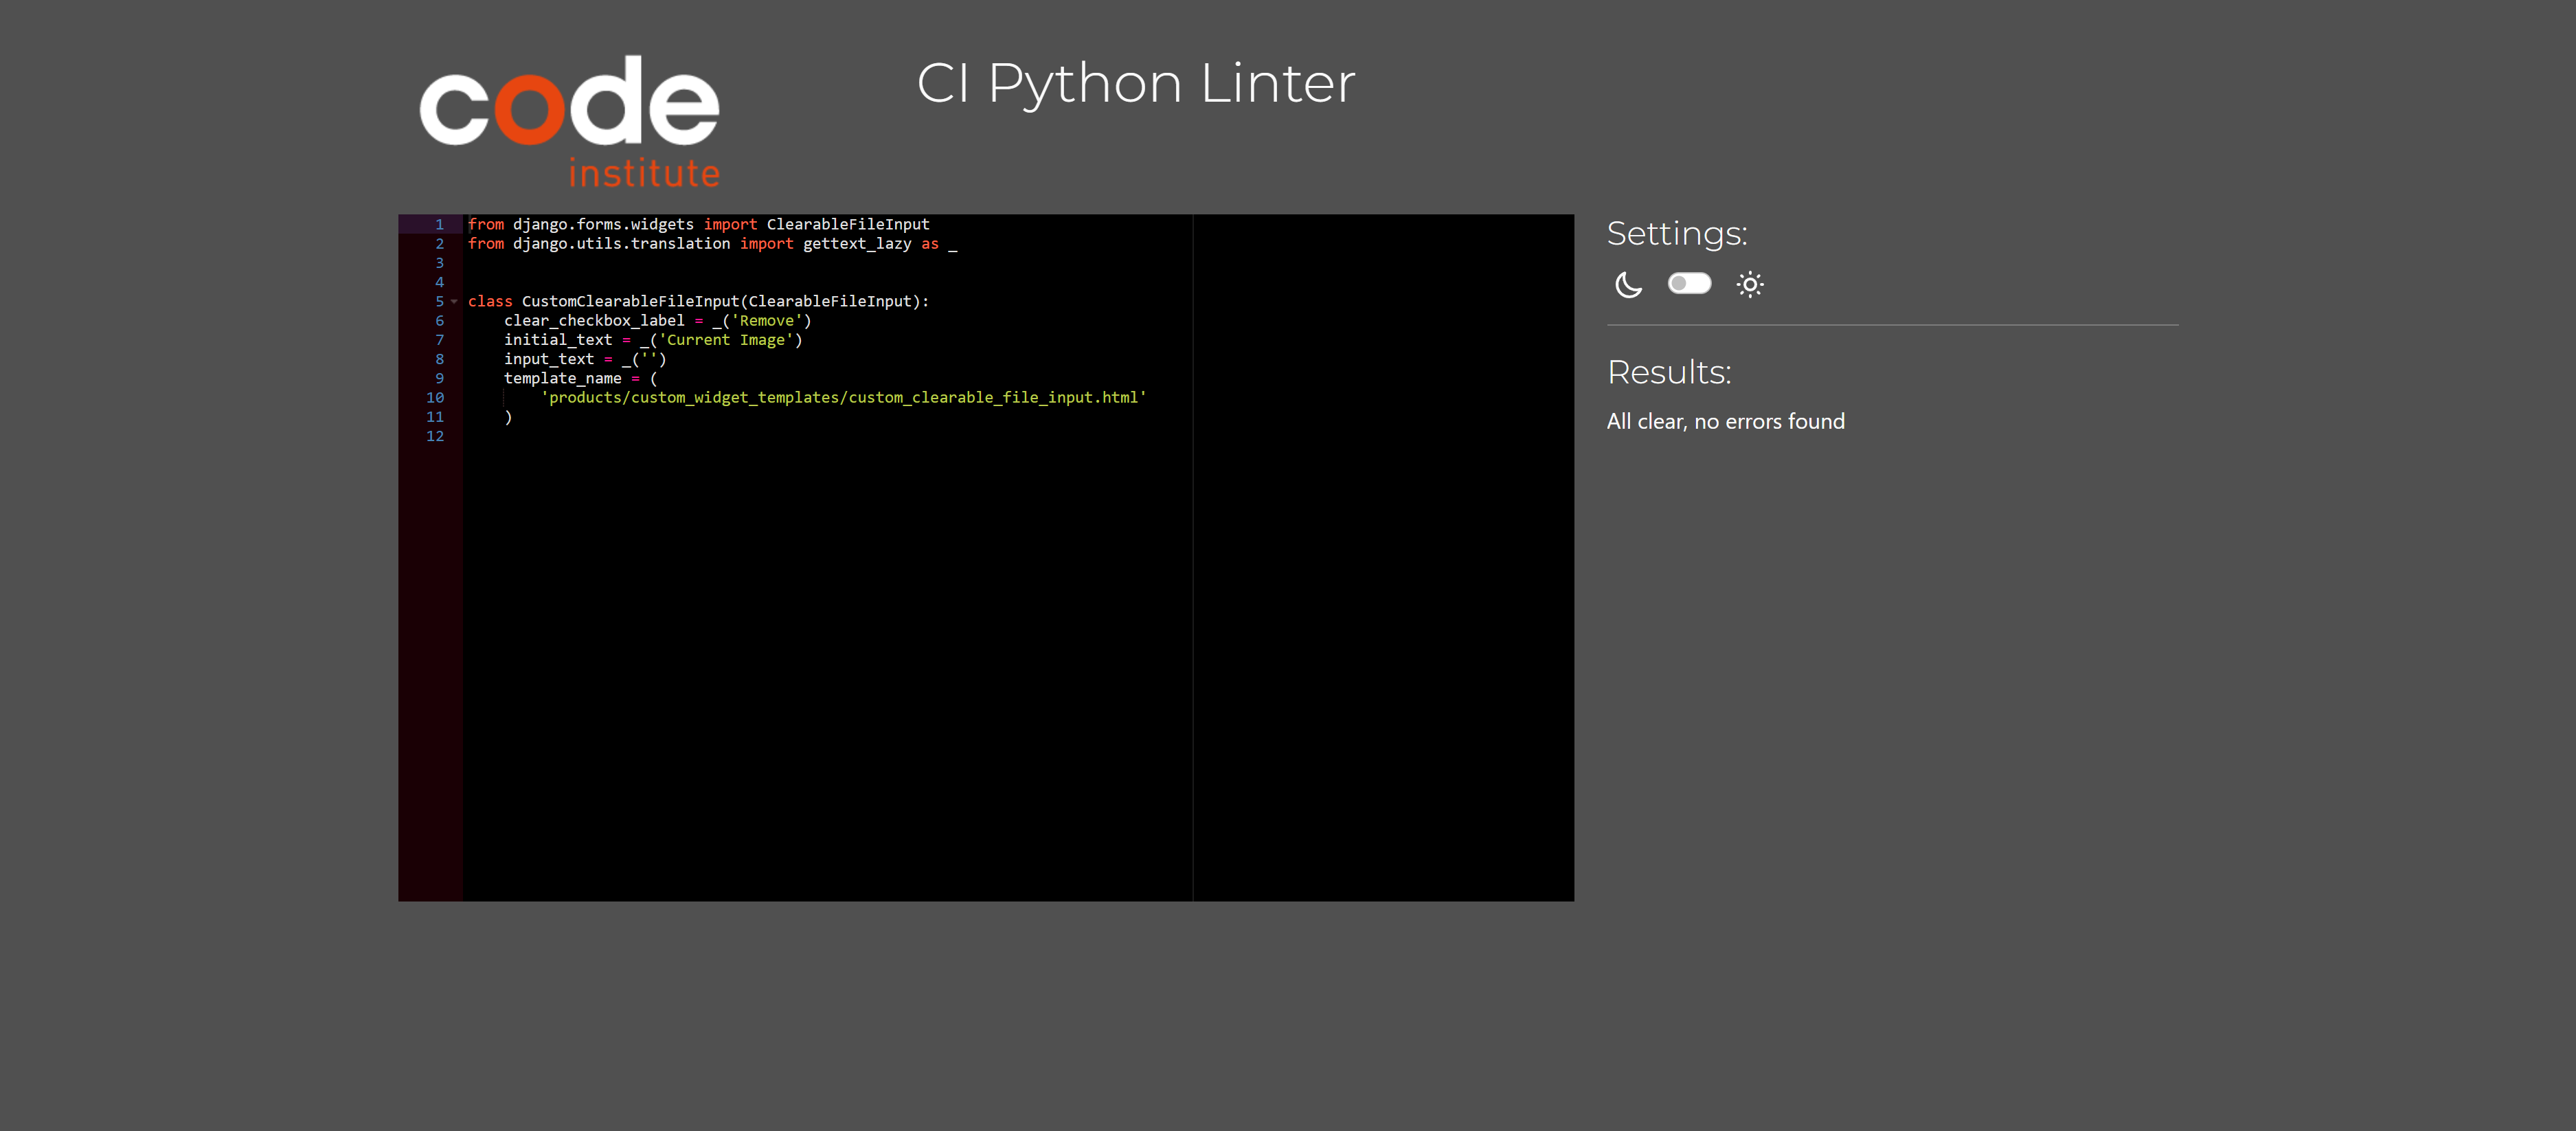 code
institute
CI Python Linter
1 from django.forms.widgets import ClearableFileInput
2 from django.utils.translation import gettext_lazy as _
3
4
5 class CustomClearableFileInput(ClearableFileInput):
6     clear_checkbox_label = _('Remove')
7     initial_text = _('Current Image')
8     input_text = _('')
9     template_name = (
10         'products/custom_widget_templates/custom_clearable_file_input.html'
11     )
12
Settings:
Results:
All clear, no errors found